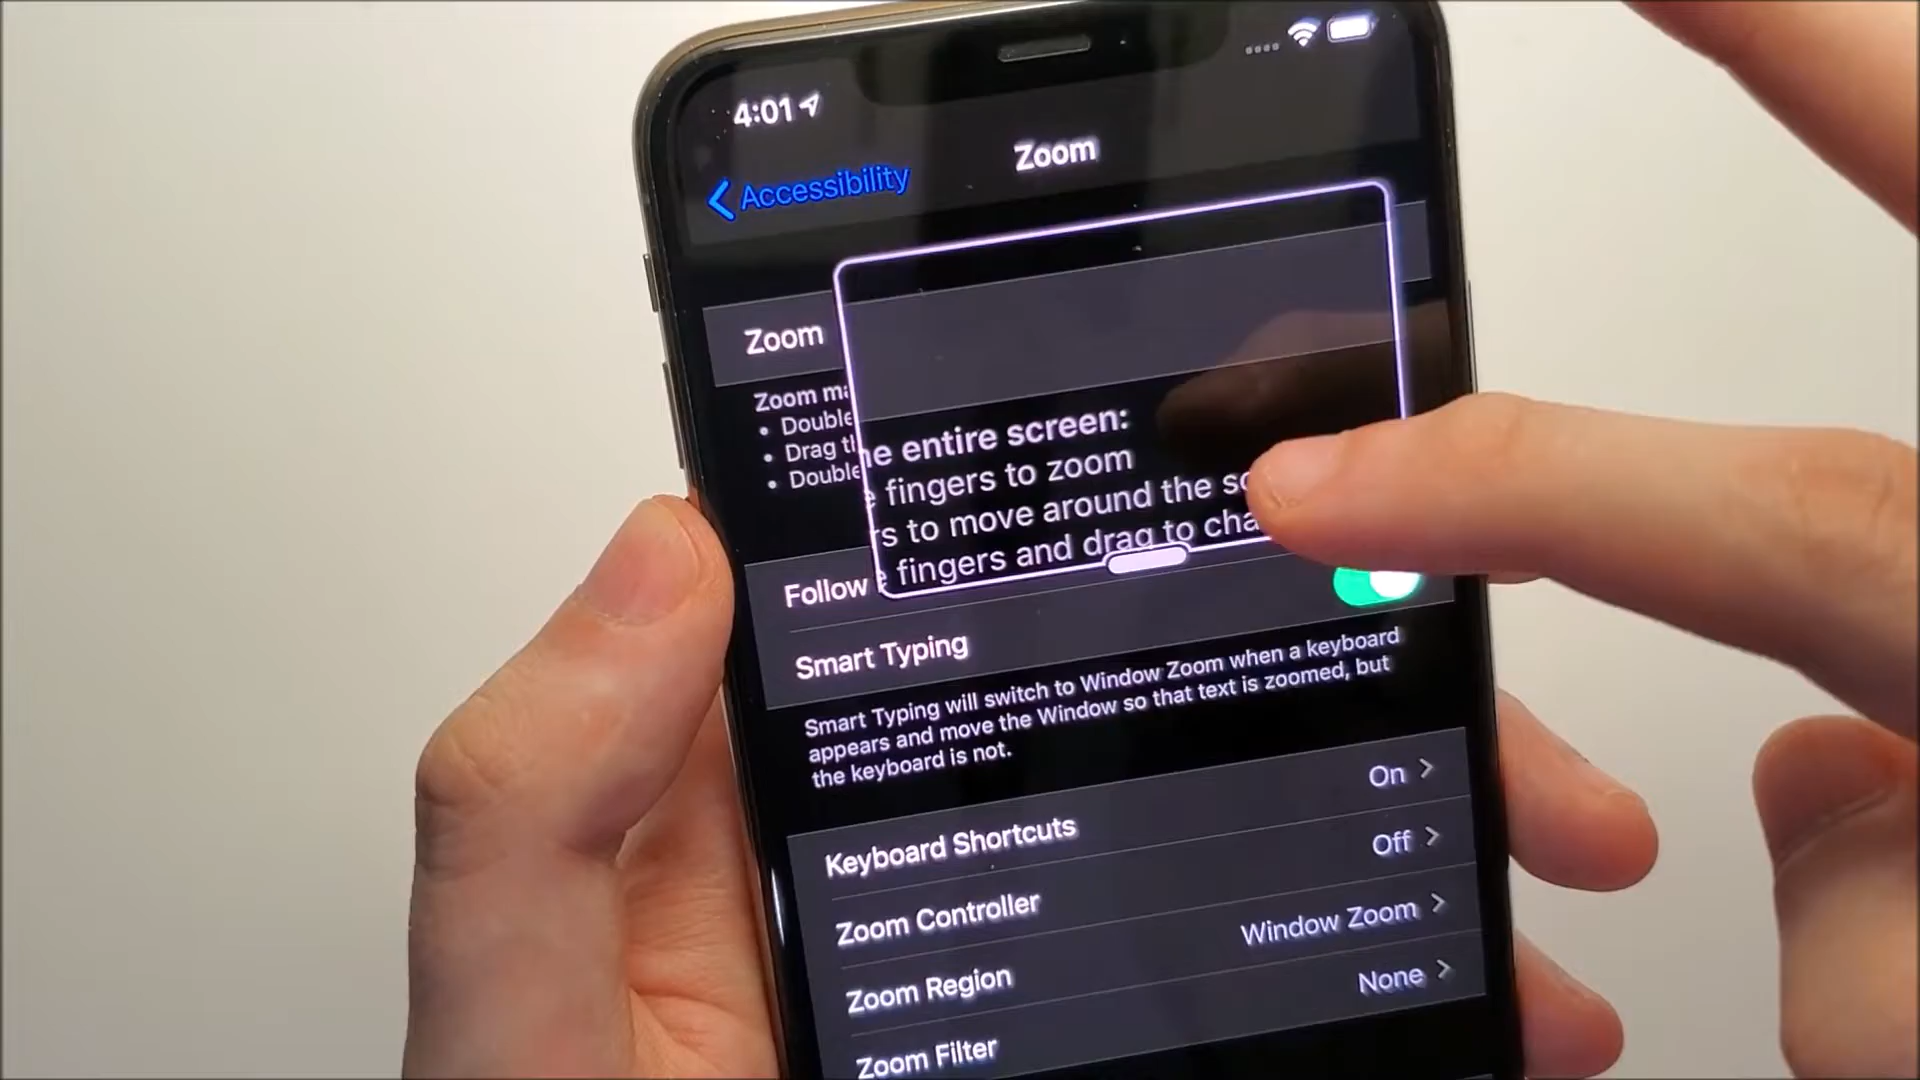 4:01
Accessibility
Zoom
Zoom
Zoom
• Double
• Drag
• Double
entire screen:
fingers to zoom
to move around the
fingers and drag to
Follow
Smart Typing
Smart Typing will switch to Window Zoom when a keyboard
appears and move the Window so that text is zoomed, but
the keyboard is not.
Keyboard Shortcuts On
Zoom Controller Off
Zoom Region Window Zoom
Zoom Filter None